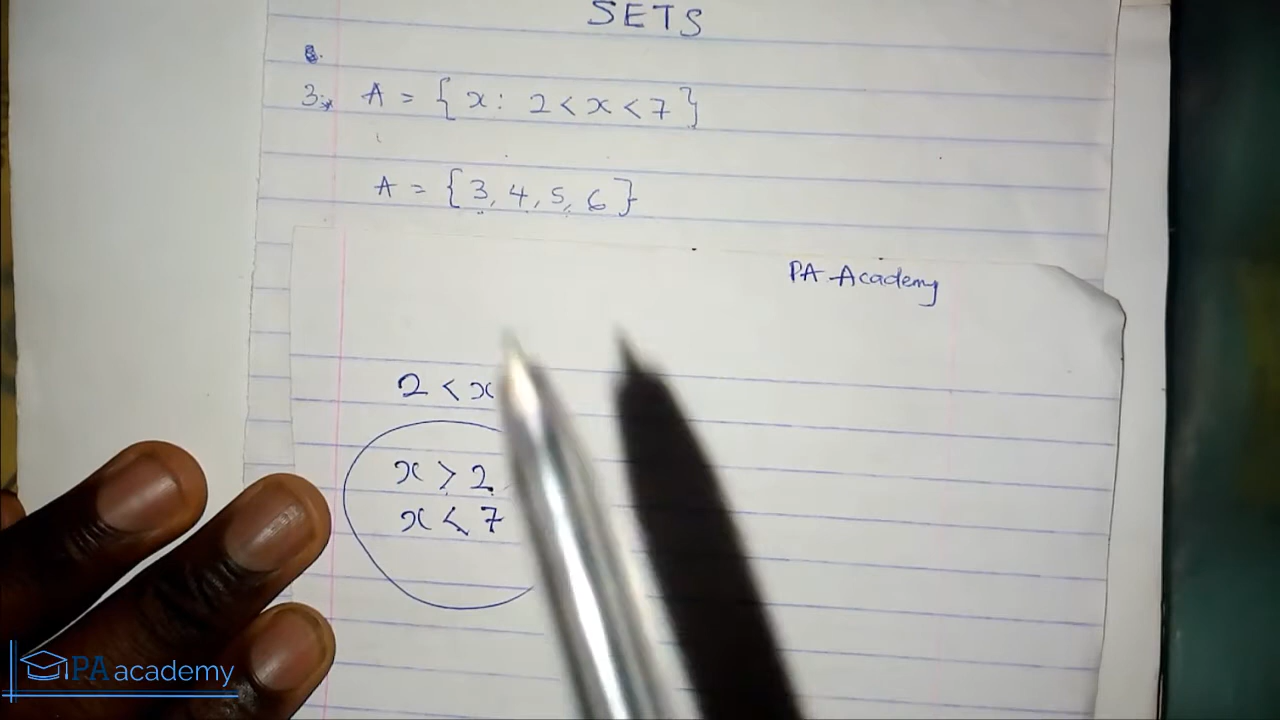 SETS
3. A = { x: 2 < x < 7 }
A = { 3, 4, 5, 6 }
PA Academy
2 < x
x > 2
x < 7
PA academy